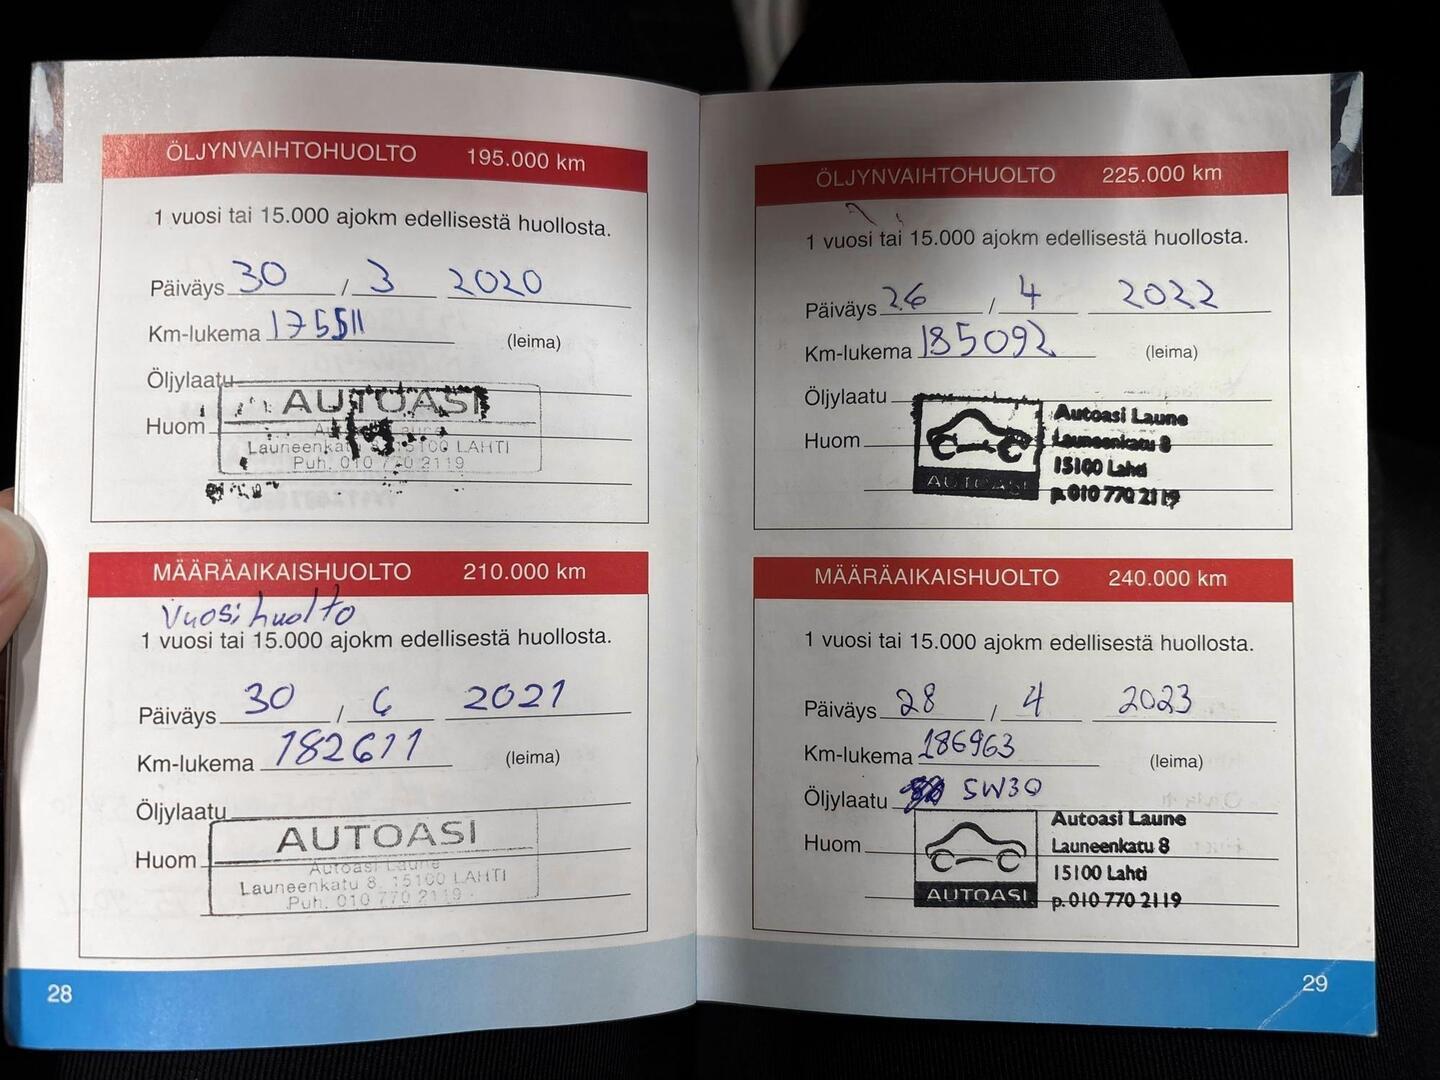 ÖLJYNVAIHTOHUOLTO 195.000 km
1 vuosi tai 15.000 ajokm edellisestä huollosta.
Päiväys 30 / 3 2020
Km-lukema 175511 (leima)
Öljylaatu
AUTOASI
Huom
Autoasi Laune
Launeenkatu 8, 15100 LAHTI
Puh. 010 770 2119
MÄÄRÄAIKAISHUOLTO 210.000 km
Vuosihuolto
1 vuosi tai 15.000 ajokm edellisestä huollosta.
Päiväys 30 / 6 2021
Km-lukema 182611 (leima)
Öljylaatu
AUTOASI
Huom
Autoasi Laune
Launeenkatu 8, 15100 LAHTI
Puh. 010 770 2119
28
ÖLJYNVAIHTOHUOLTO 225.000 km
1 vuosi tai 15.000 ajokm edellisestä huollosta.
Päiväys 26 / 4 2022
Km-lukema 185092 (leima)
Öljylaatu
Autoasi Laune
Huom
Launeenkatu 8
15100 Lahti
AUTOASI
p. 010 770 2119
MÄÄRÄAIKAISHUOLTO 240.000 km
1 vuosi tai 15.000 ajokm edellisestä huollosta.
Päiväys 28 / 4 2023
Km-lukema 186963 (leima)
Öljylaatu 5W30
Autoasi Laune
Huom
Launeenkatu 8
15100 Lahti
AUTOASI
p. 010 770 2119
29